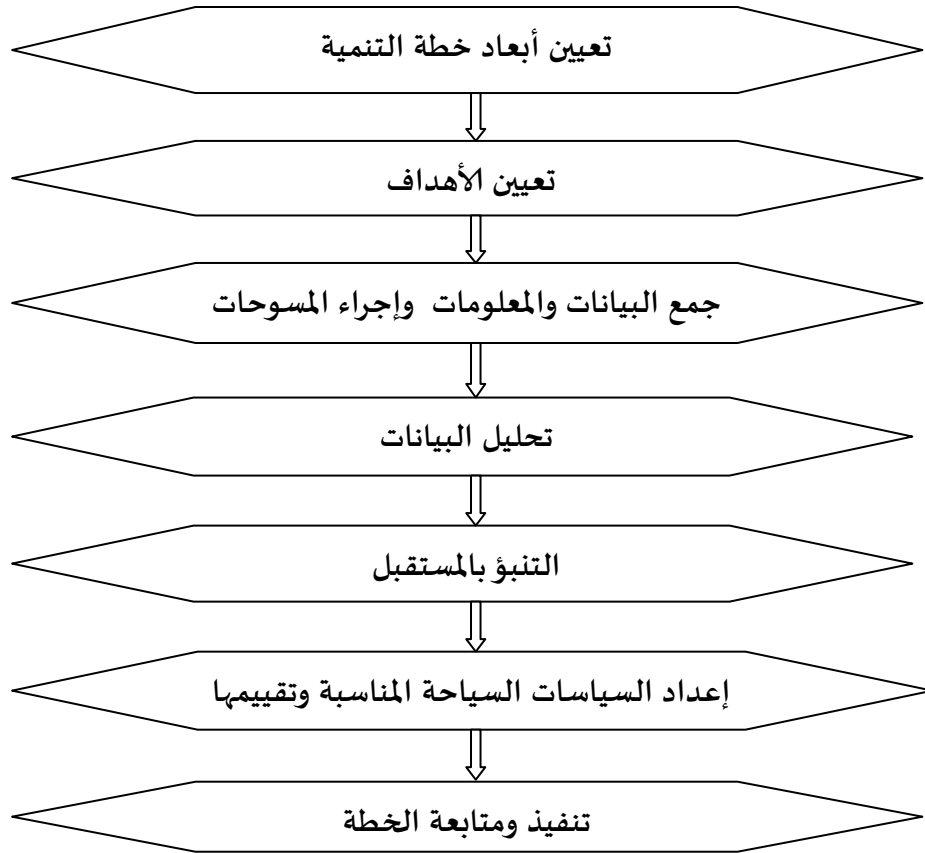 تعيين أبعاد خطة التنمية
تعيين الأهداف
جمع البيانات والمعلومات وإجراء المسوحات
تحليل البيانات
التنبؤ بالمستقبل
إعداد السياسات السياحة المناسبة وتقييمها
تنفيذ ومتابعة الخطة